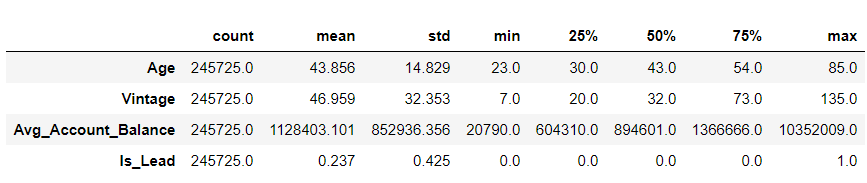 count mean std min 25% 50% 75% max
Age 245725.0 43.856 14.829 23.0 30.0 43.0 54.0 85.0
Vintage 245725.0 46.959 32.353 7.0 20.0 32.0 73.0 135.0
Avg_Account_Balance 245725.0 1128403.101 852936.356 20790.0 604310.0 894601.0 1366666.0 10352009.0
Is_Lead 245725.0 0.237 0.425 0.0 0.0 0.0 0.0 1.0